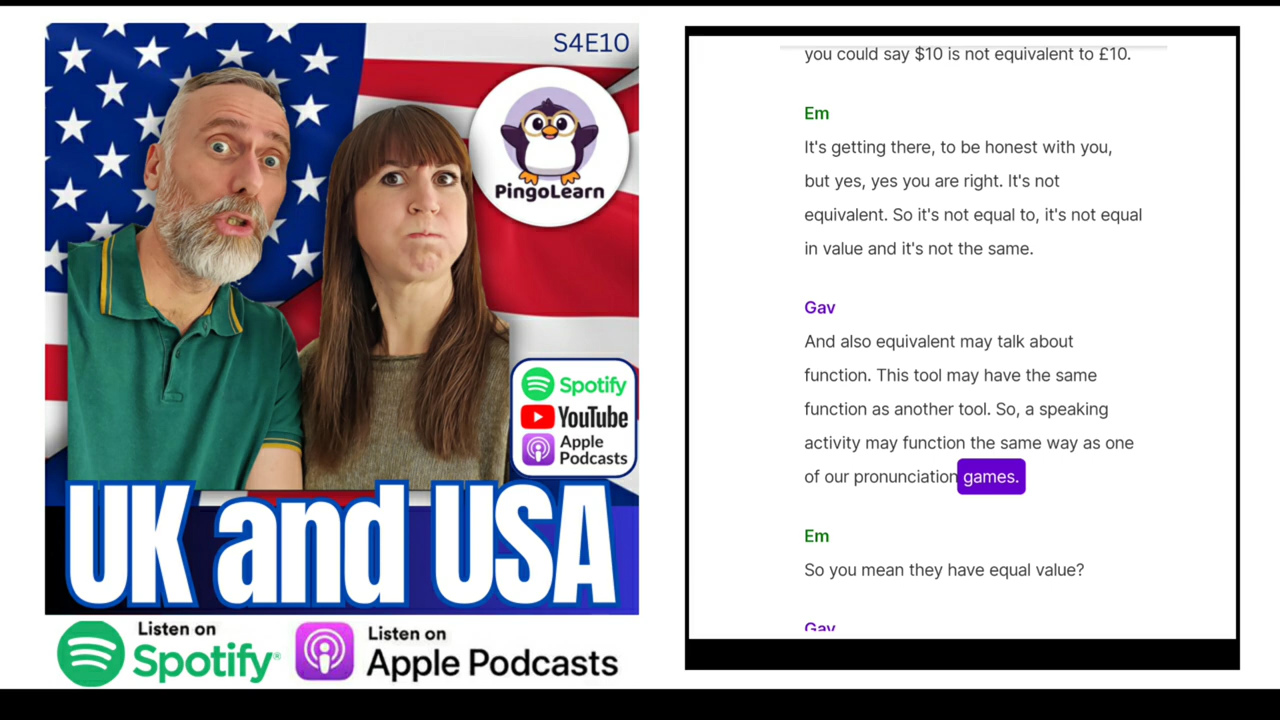 S4E10
PingoLearn
Spotify
YouTube
Apple
Podcasts
UK and USA
Listen on
Spotify
Listen on
Apple Podcasts
you could say $10 is not equivalent to £10.
Em
It's getting there, to be honest with you,
but yes, yes you are right. It's not
equivalent. So it's not equal to, it's not equal
in value and it's not the same.
Gav
And also equivalent may talk about
function. This tool may have the same
function as another tool. So, a speaking
activity may function the same way as one
of our pronunciation games.
Em
So you mean they have equal value?
Gav